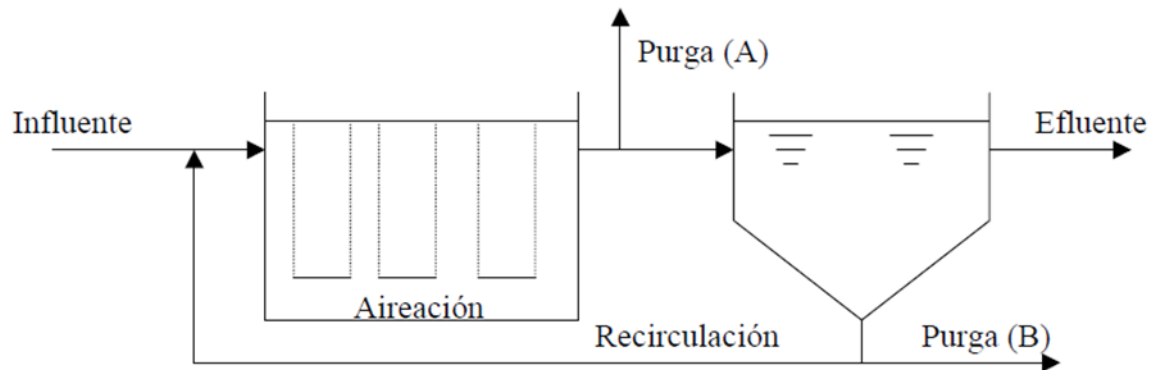 Purga (A)
Influente
Efluente
Aireación
Recirculación
Purga (B)